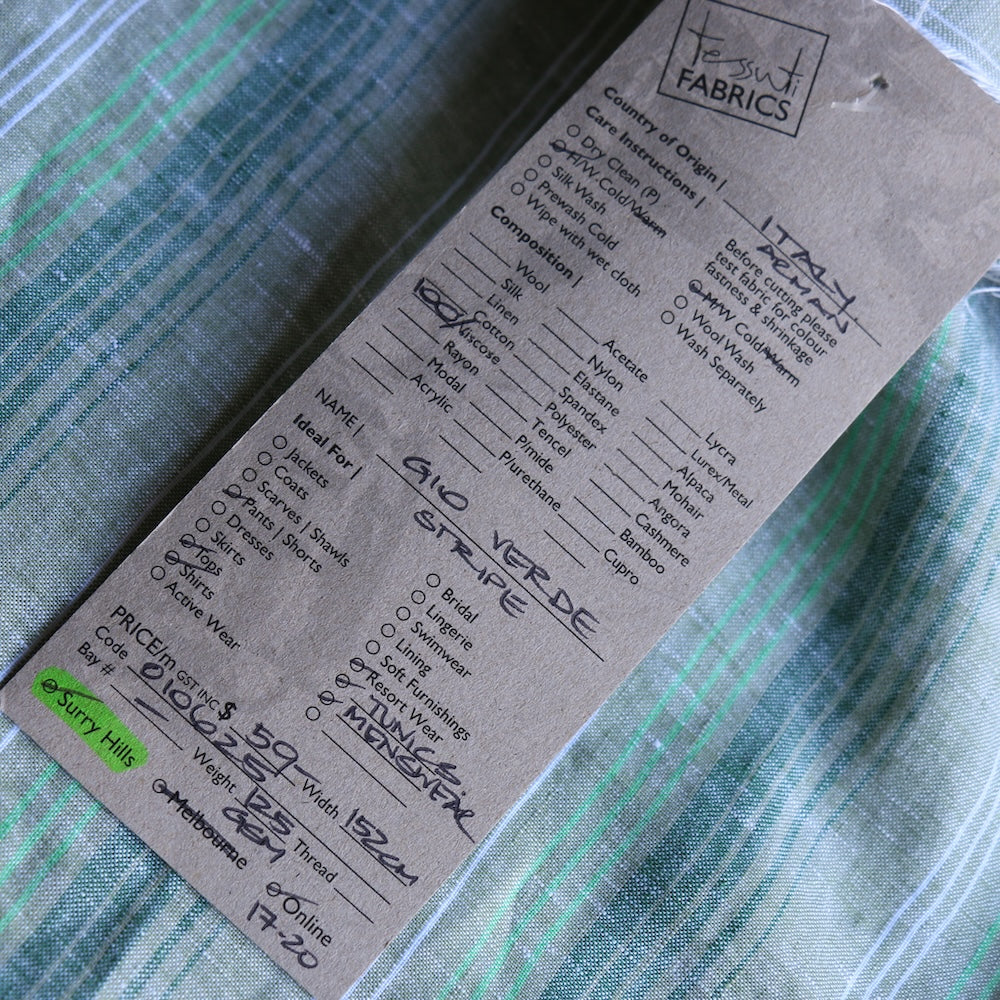 tessuti
FABRICS
Country of Origin | ITALY
Care Instructions | ARMAN
Dry Clean (P)
H/W Cold/Warm
Silk Wash
Prewash Cold
Wipe with wet cloth
Before cutting please
test fabric for colour
fastness & shrinkage
M/W Cold/Warm
Wool Wash
Wash Separately
Composition |
Wool
Silk
Linen
100% Cotton
Viscose
Rayon
Modal
Acrylic
Acetate
Nylon
Elastane
Spandex
Polyester
Tencel
P/mide
P/urethane
Lycra
Lurex/Metal
Alpaca
Mohair
Angora
Cashmere
Bamboo
Cupro
NAME | GIO VERDE
STRIPE
Ideal For |
Jackets
Coats
Scarves | Shawls
Pants | Shorts
Dresses
Skirts
Tops
Shirts
Active Wear
Bridal
Lingerie
Swimwear
Lining
Soft Furnishings
Resort Wear
TUNICS
MENSWEAR
PRICE/m GST INC $ 59- Width 152CM
Code 0106251 Weight 125 GSM Thread
Bay # -
Surry Hills
Melbourne
Online
17-20